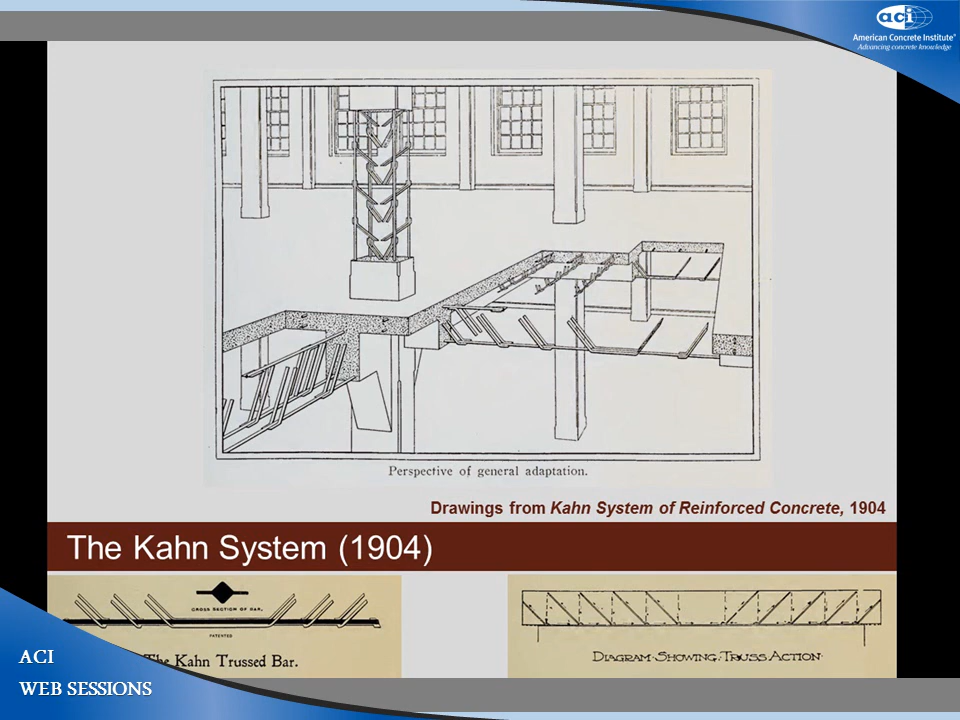 aci
American Concrete Institute®
Advancing concrete knowledge
Perspective of general adaptation.
Drawings from Kahn System of Reinforced Concrete, 1904
The Kahn System (1904)
CROSS SECTION OF BAR.
PATENTED
The Kahn Trussed Bar.
DIAGRAM·SHOWING·TRUSS ACTION
ACI
WEB SESSIONS